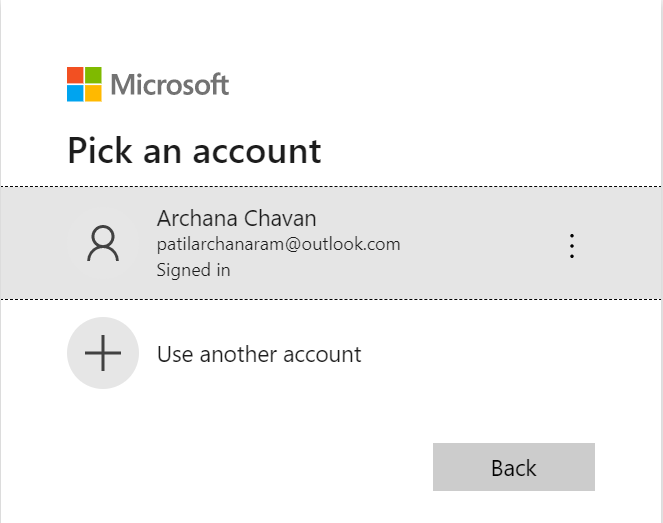 Microsoft
Pick an account
Archana Chavan
patilarchanaram@outlook.com
Signed in
Use another account
Back